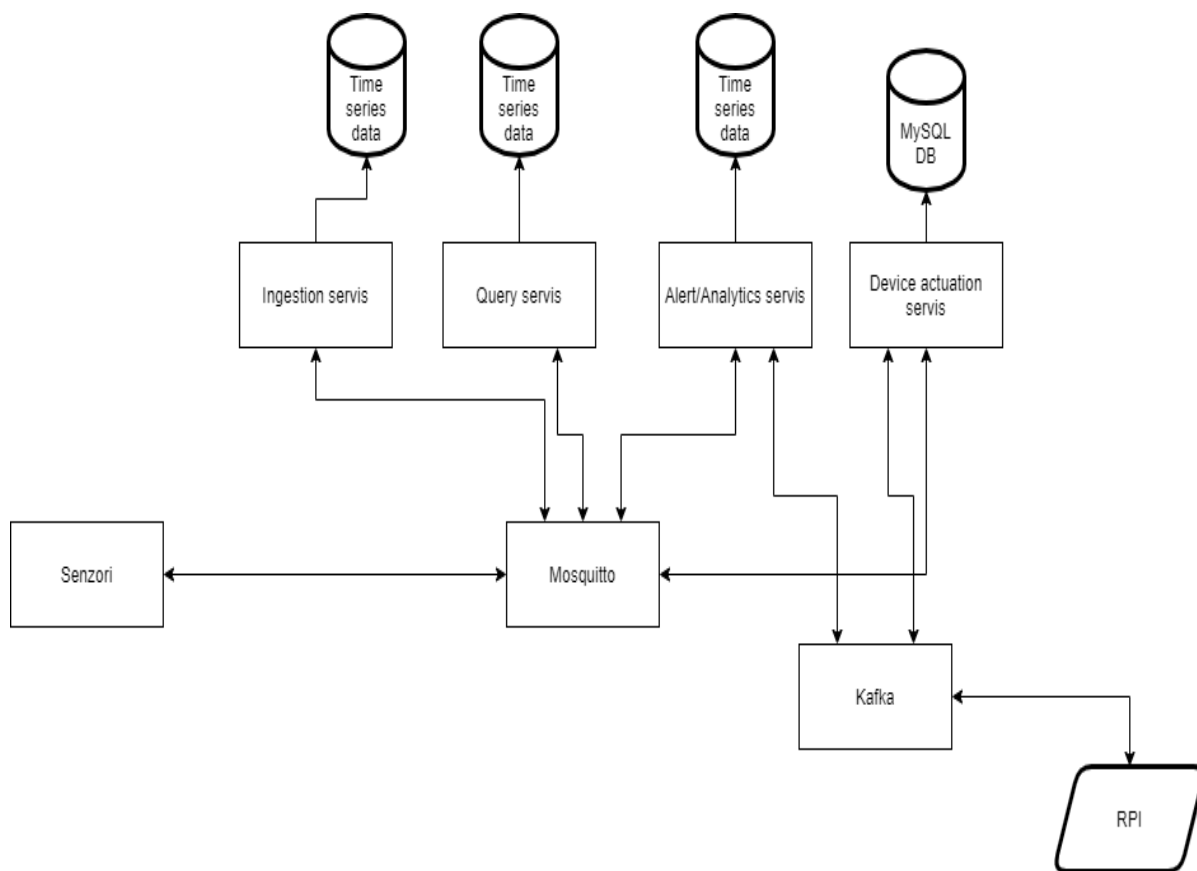 Time
series
data
Time
series
data
Time
series
data
MySQL
DB
Ingestion servis
Query servis
Alert/Analytics servis
Device actuation
servis
Senzori
Mosquitto
Kafka
RPI